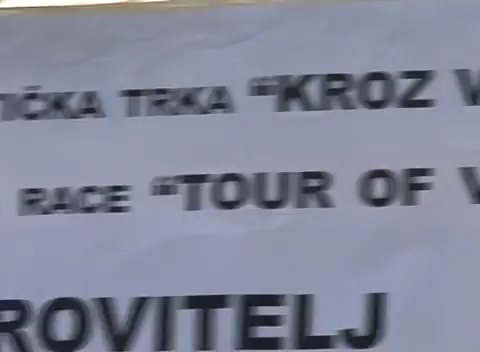 TIČKA TRKA “KROZ V
RACE “TOUR OF V
ROVITELJ